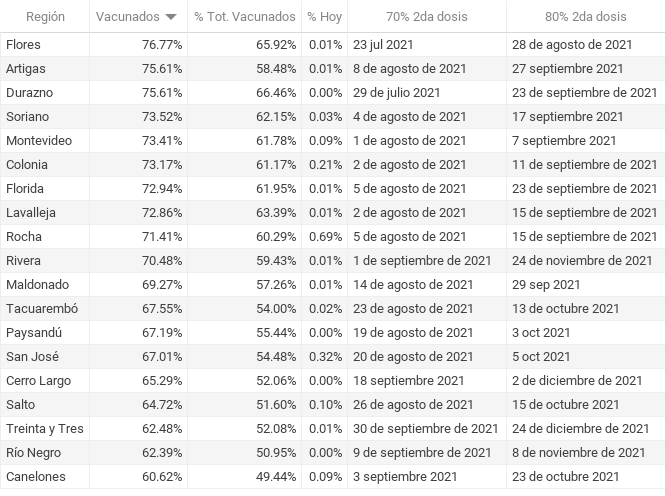 Región Vacunados % Tot. Vacunados % Hoy 70% 2da dosis 80% 2da dosis
Flores 76.77% 65.92% 0.01% 23 jul 2021 28 de agosto de 2021
Artigas 75.61% 58.48% 0.01% 8 de agosto de 2021 27 septiembre 2021
Durazno 75.61% 66.46% 0.00% 29 de julio 2021 23 de septiembre de 2021
Soriano 73.52% 62.15% 0.03% 4 de agosto de 2021 17 septiembre 2021
Montevideo 73.41% 61.78% 0.09% 1 de agosto de 2021 7 septiembre 2021
Colonia 73.17% 61.17% 0.21% 2 de agosto de 2021 11 de septiembre de 2021
Florida 72.94% 61.95% 0.01% 5 de agosto de 2021 23 de septiembre de 2021
Lavalleja 72.86% 63.39% 0.01% 2 de agosto de 2021 15 de septiembre de 2021
Rocha 71.41% 60.29% 0.69% 5 de agosto de 2021 15 de septiembre de 2021
Rivera 70.48% 59.43% 0.01% 1 de septiembre de 2021 24 de noviembre de 2021
Maldonado 69.27% 57.26% 0.01% 14 de agosto de 2021 29 sep 2021
Tacuarembó 67.55% 54.00% 0.02% 23 de agosto de 2021 13 de octubre 2021
Paysandú 67.19% 55.44% 0.00% 19 de agosto de 2021 3 oct 2021
San José 67.01% 54.48% 0.32% 20 de agosto de 2021 5 oct 2021
Cerro Largo 65.29% 52.06% 0.00% 18 septiembre 2021 2 de diciembre de 2021
Salto 64.72% 51.60% 0.10% 26 de agosto de 2021 15 de octubre 2021
Treinta y Tres 62.48% 52.08% 0.01% 30 de septiembre de 2021 24 de diciembre de 2021
Río Negro 62.39% 50.95% 0.00% 9 de septiembre de 2021 8 de noviembre de 2021
Canelones 60.62% 49.44% 0.09% 3 septiembre 2021 23 de octubre 2021